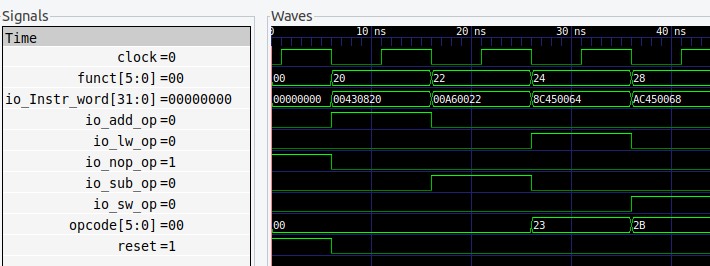 Signals
Waves
Time
0 10 ns 20 ns 30 ns 40 ns
clock=0
funct[5:0]=00 00 20 22 24 28
io_Instr_word[31:0]=00000000 00000000 00430820 00A60022 8C450064 AC450068
io_add_op=0
io_lw_op=0
io_nop_op=1
io_sub_op=0
io_sw_op=0
opcode[5:0]=00 00 23 2B
reset=1